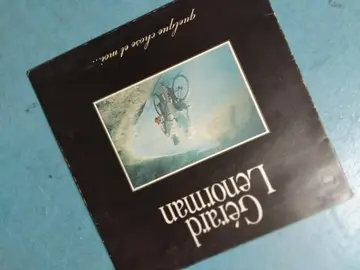 Gérard
Lenorman
quelque chose et moi...